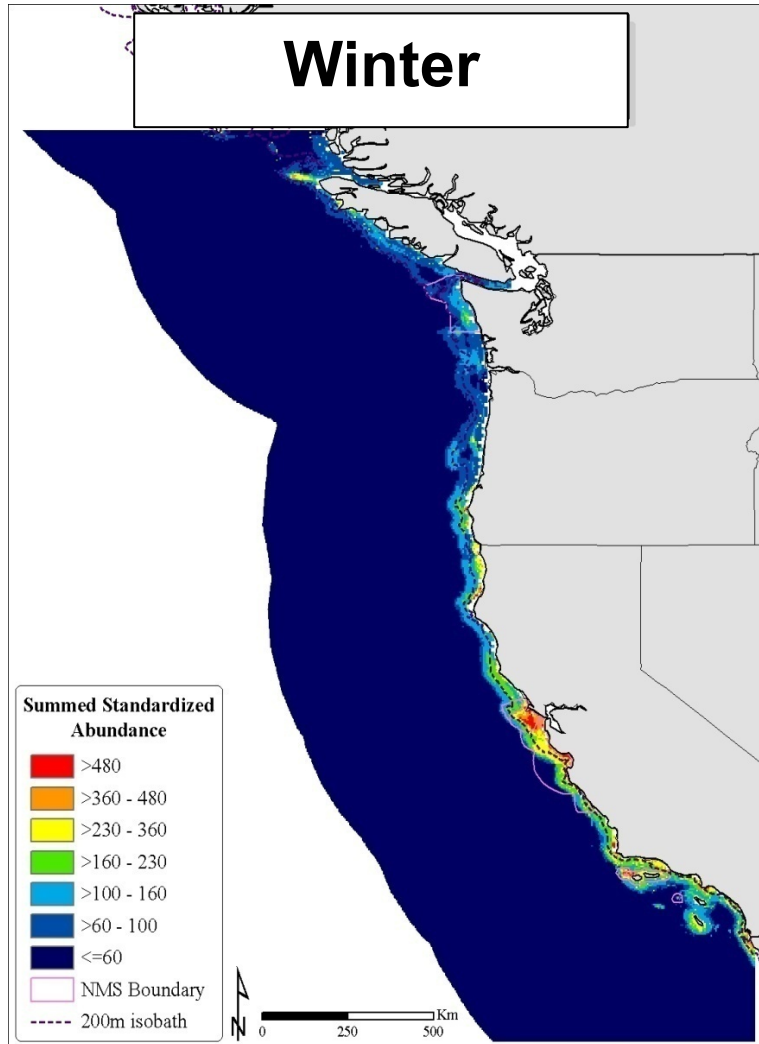 Winter
Summed Standardized
Abundance
>480
>360 - 480
>230 - 360
>160 - 230
>100 - 160
>60 - 100
<=60
NMS Boundary
200m isobath
N
Km
0 250 500